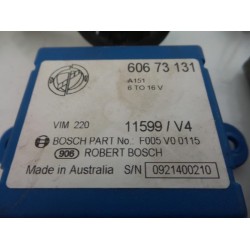 606 73 131
A151
6 TO 16 V
VIM 220
11599 / V4
BOSCH PART No.: F005 V0 0115
906 ROBERT BOSCH
Made in Australia S/N 0921400210